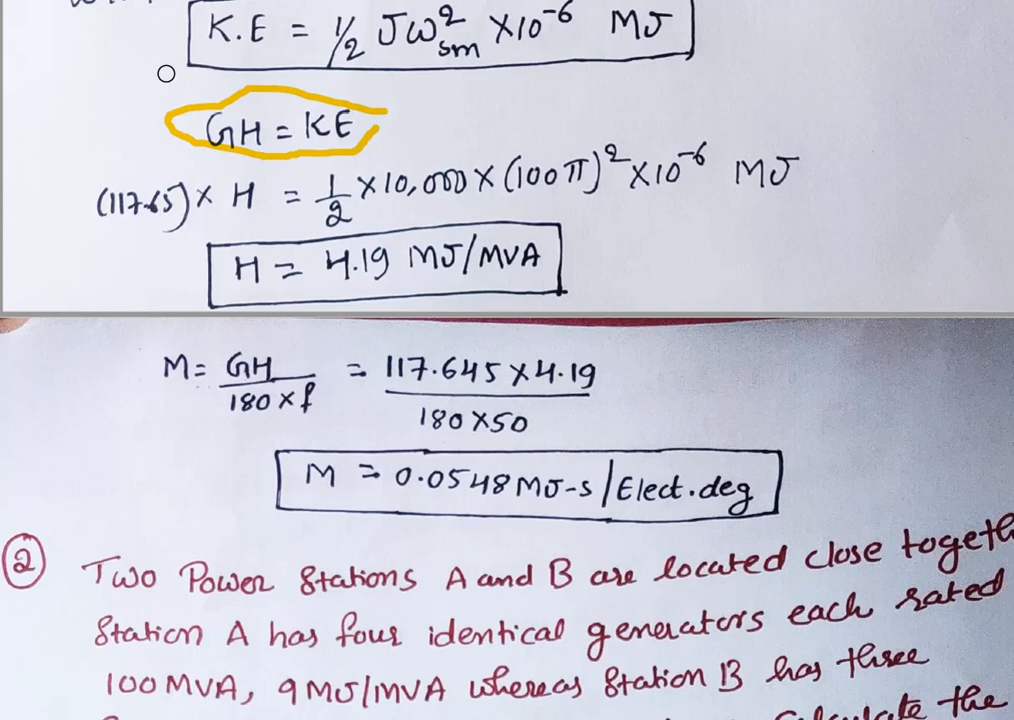 K.E = 1/2 Jω²sm ×10⁻⁶ MJ
GH = KE
(117.65) × H = 1/2 × 10,000 × (100π)² × 10⁻⁶ MJ
H = 4.19 MJ/MVA
M = GH / 180 × f = 117.645 × 4.19 / 180 × 50
M = 0.0548 MJ-s/Elect.deg
② Two Power Stations A and B are located close
Station A has four identical generators each rated
100 MVA, 9 MJ/MVA whereas Station B has three
the